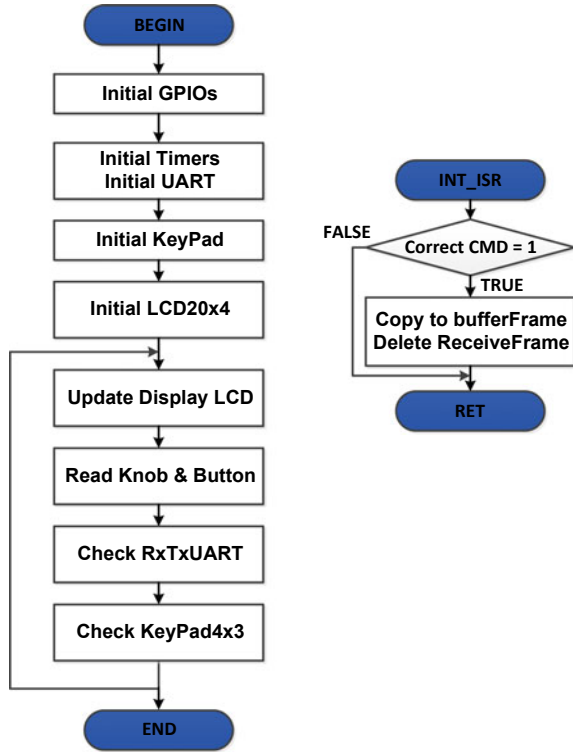 BEGIN
Initial GPIOs
Initial Timers
Initial UART
Initial KeyPad
Initial LCD20x4
Update Display LCD
Read Knob & Button
Check RxTxUART
Check KeyPad4x3
END
INT_ISR
FALSE
Correct CMD = 1
TRUE
Copy to bufferFrame
Delete ReceiveFrame
RET